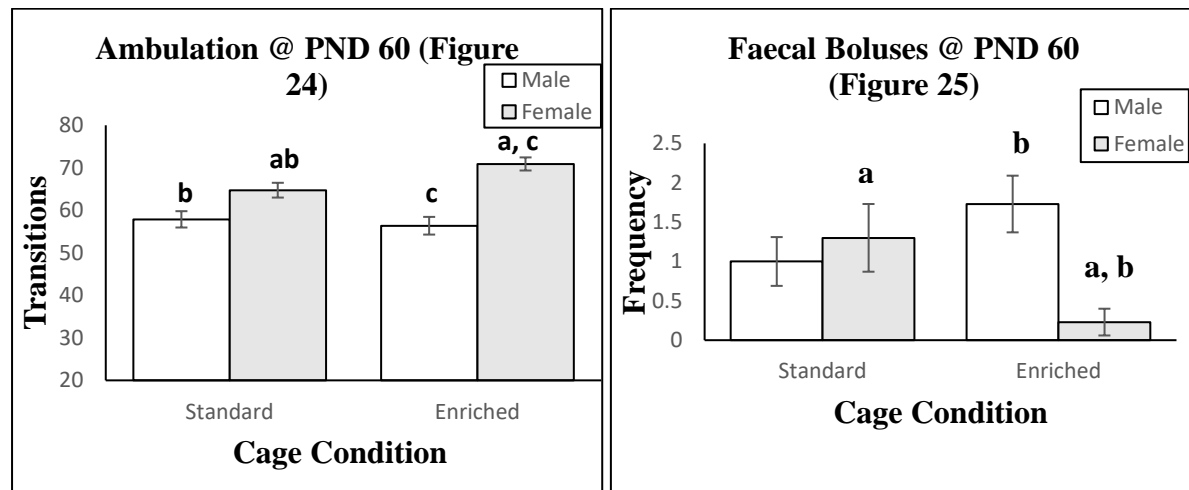 Ambulation @ PND 60 (Figure
24)
Male
Female
Transitions
80
70
60
50
40
30
20
b
ab
c
a, c
Standard
Enriched
Cage Condition
Faecal Boluses @ PND 60
(Figure 25)
Male
Female
Frequency
2.5
2
1.5
1
0.5
0
a
b
a, b
Standard
Enriched
Cage Condition